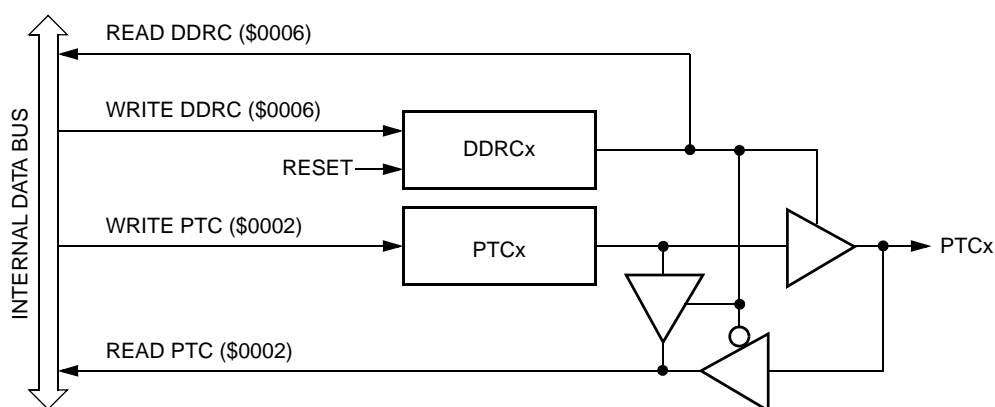 READ DDRC ($0006)
WRITE DDRC ($0006)
DDRCx
RESET
WRITE PTC ($0002)
PTCx
PTCx
READ PTC ($0002)
INTERNAL DATA BUS